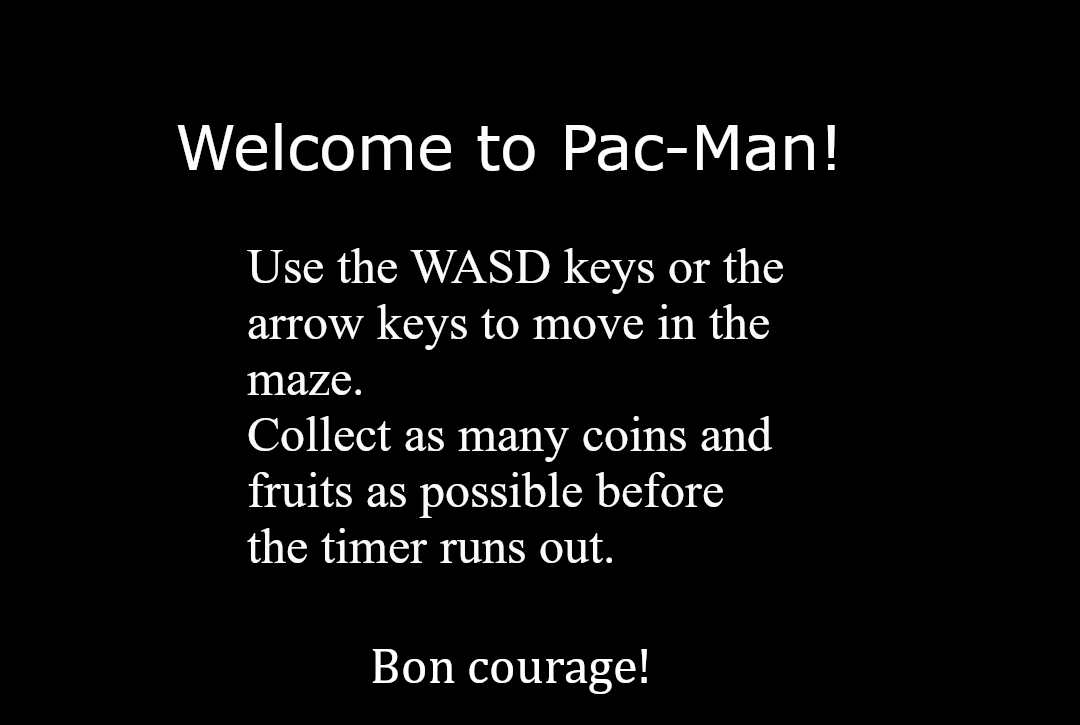 Welcome to Pac-Man!
Use the WASD keys or the
arrow keys to move in the
maze.
Collect as many coins and
fruits as possible before
the timer runs out.
Bon courage!